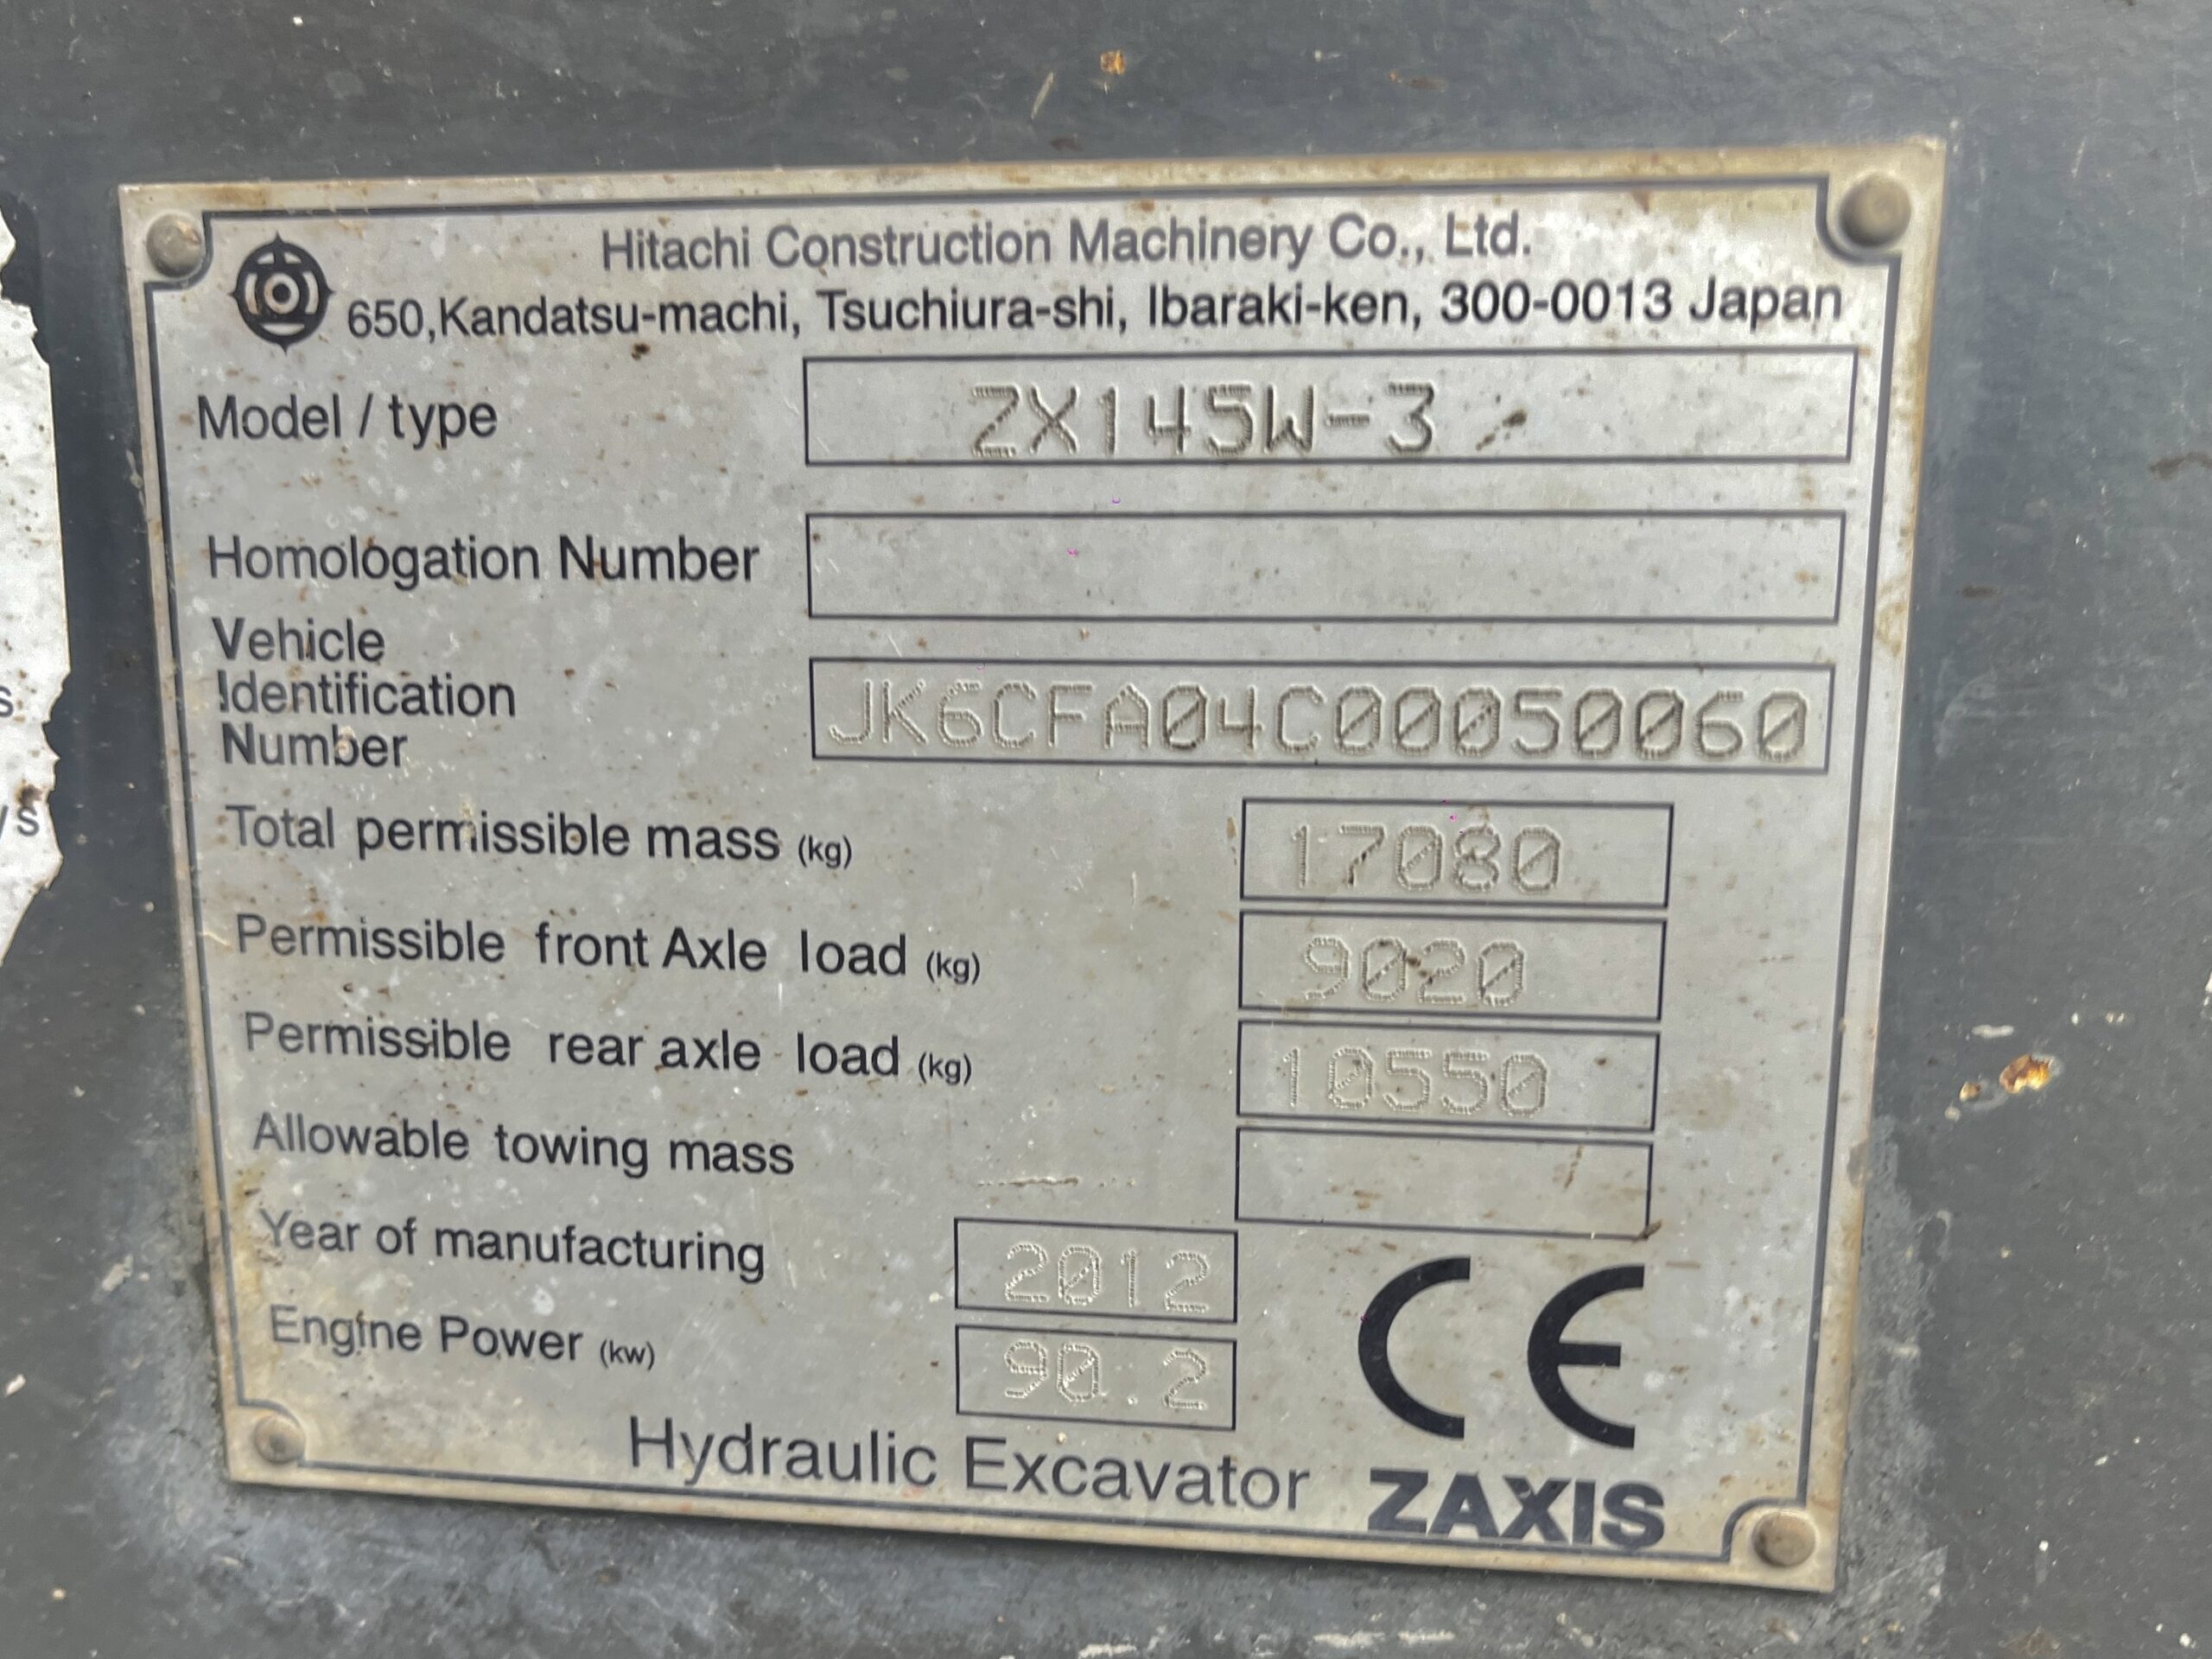 Hitachi Construction Machinery Co., Ltd.
650,Kandatsu-machi, Tsuchiura-shi, Ibaraki-ken, 300-0013 Japan
Model / type ZX145W-3
Homologation Number
Vehicle
Identification
Number JK6CFA04C00050060
Total permissible mass (kg) 17080
Permissible front Axle load (kg) 9020
Permissible rear axle load (kg) 10550
Allowable towing mass
Year of manufacturing 2012
Engine Power (kw) 90.2
CE
Hydraulic Excavator ZAXIS
s
/s